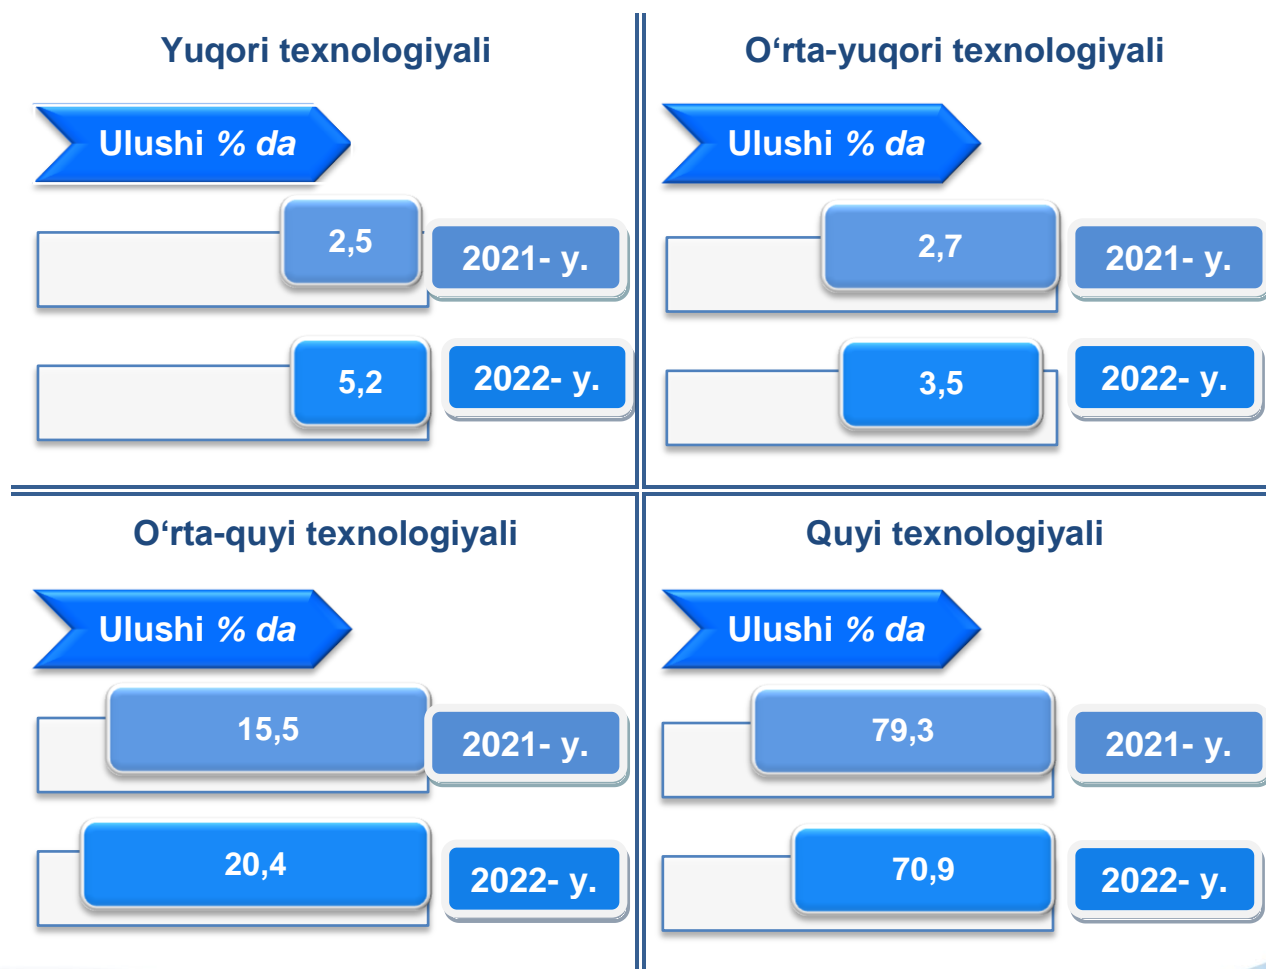 Yuqori texnologiyali
Ulushi % da
2,5
2021- y.
5,2
2022- y.
O‘rta-yuqori texnologiyali
Ulushi % da
2,7
2021- y.
3,5
2022- y.
O‘rta-quyi texnologiyali
Ulushi % da
15,5
2021- y.
20,4
2022- y.
Quyi texnologiyali
Ulushi % da
79,3
2021- y.
70,9
2022- y.